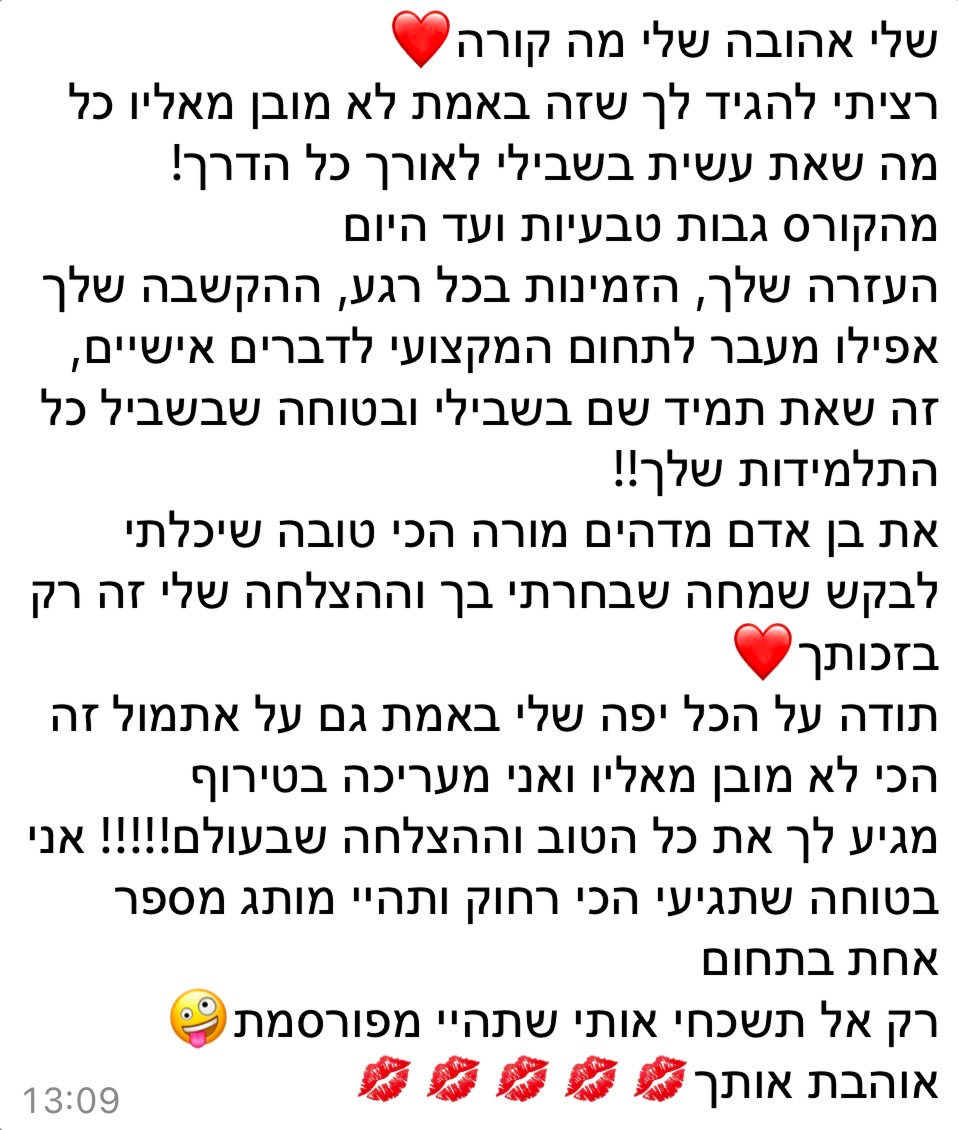 שלי אהובה שלי מה קורה❤️
רציתי להגיד לך שזה באמת לא מובן מאליו כל
מה שאת עשית בשבילי לאורך כל הדרך!
מהקורס גבות טבעיות ועד היום
העזרה שלך, הזמינות בכל רגע, ההקשבה שלך
אפילו מעבר לתחום המקצועי לדברים אישיים,
זה שאת תמיד שם בשבילי ובטוחה שבשביל כל
התלמידות שלך!!
את בן אדם מדהים מורה הכי טובה שיכלתי
לבקש שמחה שבחרתי בך וההצלחה שלי זה רק
בזכותך❤️
תודה על הכל יפה שלי באמת גם על אתמול זה
הכי לא מובן מאליו ואני מעריכה בטירוף
מגיע לך את כל הטוב וההצלחה שבעולם!!!!! אני
בטוחה שתגיעי הכי רחוק ותהיי מותג מספר
אחת בתחום
רק אל תשכחי אותי שתהיי מפורסמת🤪
אוהבת אותך💋💋💋💋💋
13:09